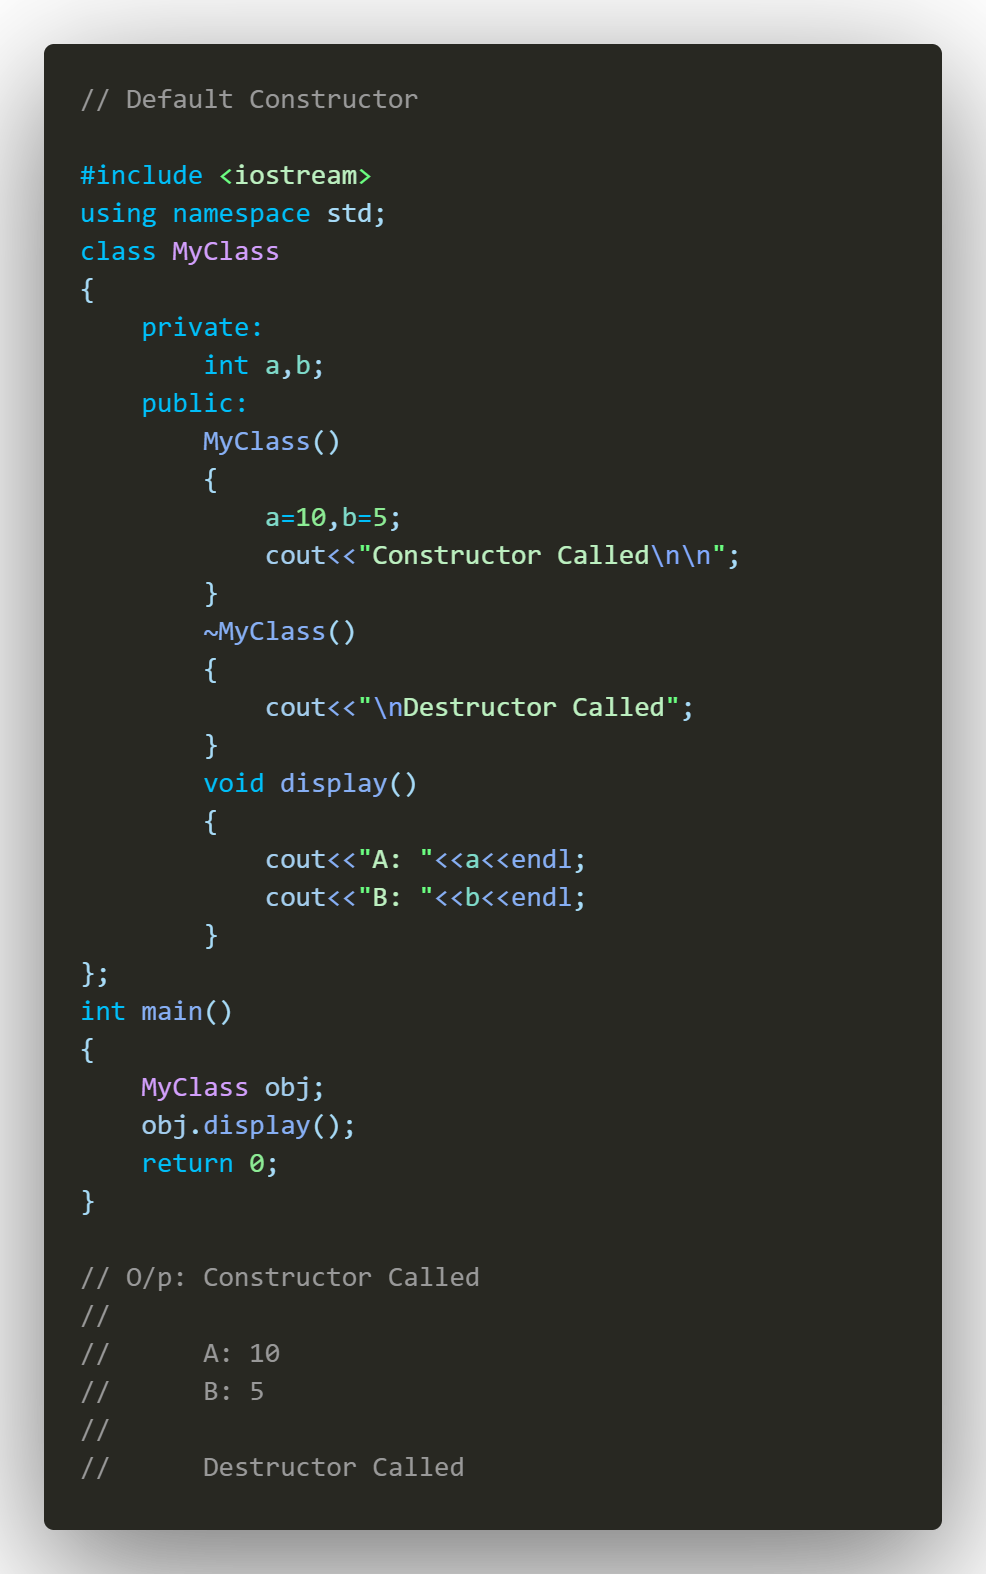 // Default Constructor

#include <iostream>
using namespace std;
class MyClass
{
    private:
        int a,b;
    public:
        MyClass()
        {
            a=10,b=5;
            cout<<"Constructor Called\n\n";
        }
        ~MyClass()
        {
            cout<<"\nDestructor Called";
        }
        void display()
        {
            cout<<"A: "<<a<<endl;
            cout<<"B: "<<b<<endl;
        }
};
int main()
{
    MyClass obj;
    obj.display();
    return 0;
}

// O/p: Constructor Called
//
//      A: 10
//      B: 5
//
//      Destructor Called